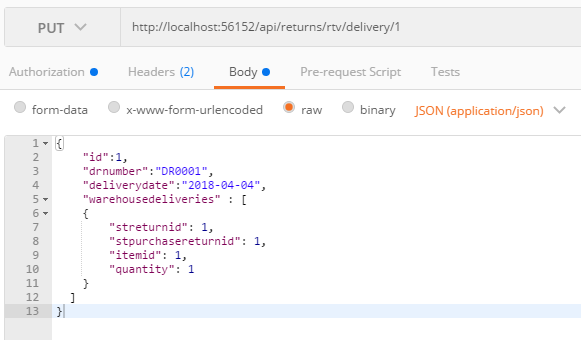 PUT http://localhost:56152/api/returns/rtv/delivery/1
Authorization Headers (2) Body Pre-request Script Tests
form-data x-www-form-urlencoded raw binary JSON (application/json)
1 {
2 "id":1,
3 "drnumber":"DR0001",
4 "deliverydate":"2018-04-04",
5 "warehousedeliveries" : [
6 {
7 "streturnid": 1,
8 "stpurchasereturnid": 1,
9 "itemid": 1,
10 "quantity": 1
11 }
12 ]
13 }